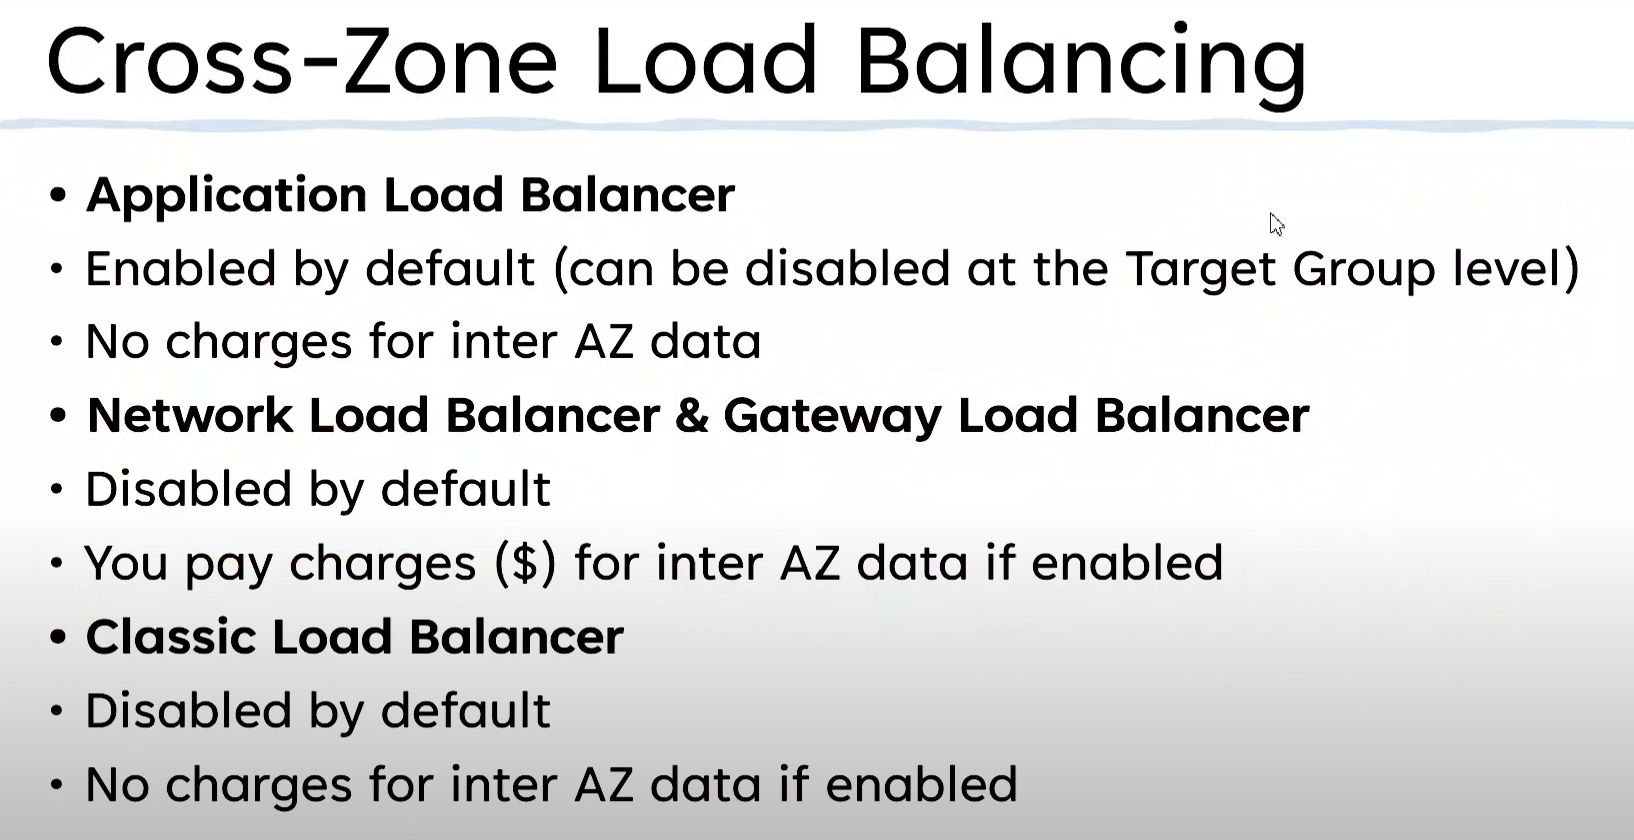 Cross-Zone Load Balancing
• Application Load Balancer
• Enabled by default (can be disabled at the Target Group level)
• No charges for inter AZ data
• Network Load Balancer & Gateway Load Balancer
• Disabled by default
• You pay charges ($) for inter AZ data if enabled
• Classic Load Balancer
• Disabled by default
• No charges for inter AZ data if enabled